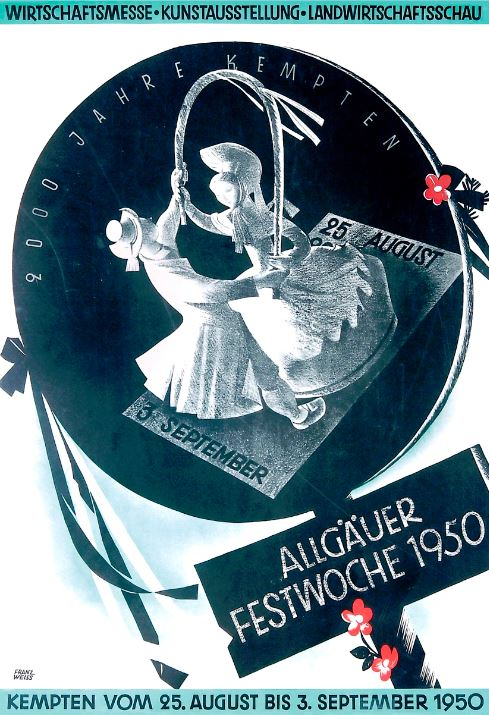 WIRTSCHAFTSMESSE•KUNSTAUSSTELLUNG•LANDWIRTSCHAFTSSCHAU
2000 JAHRE KEMPTEN
25. AUGUST
3. SEPTEMBER
ALLGÄUER
FESTWOCHE 1950
FRANZ
WEISS
KEMPTEN VOM 25. AUGUST BIS 3. SEPTEMBER 1950